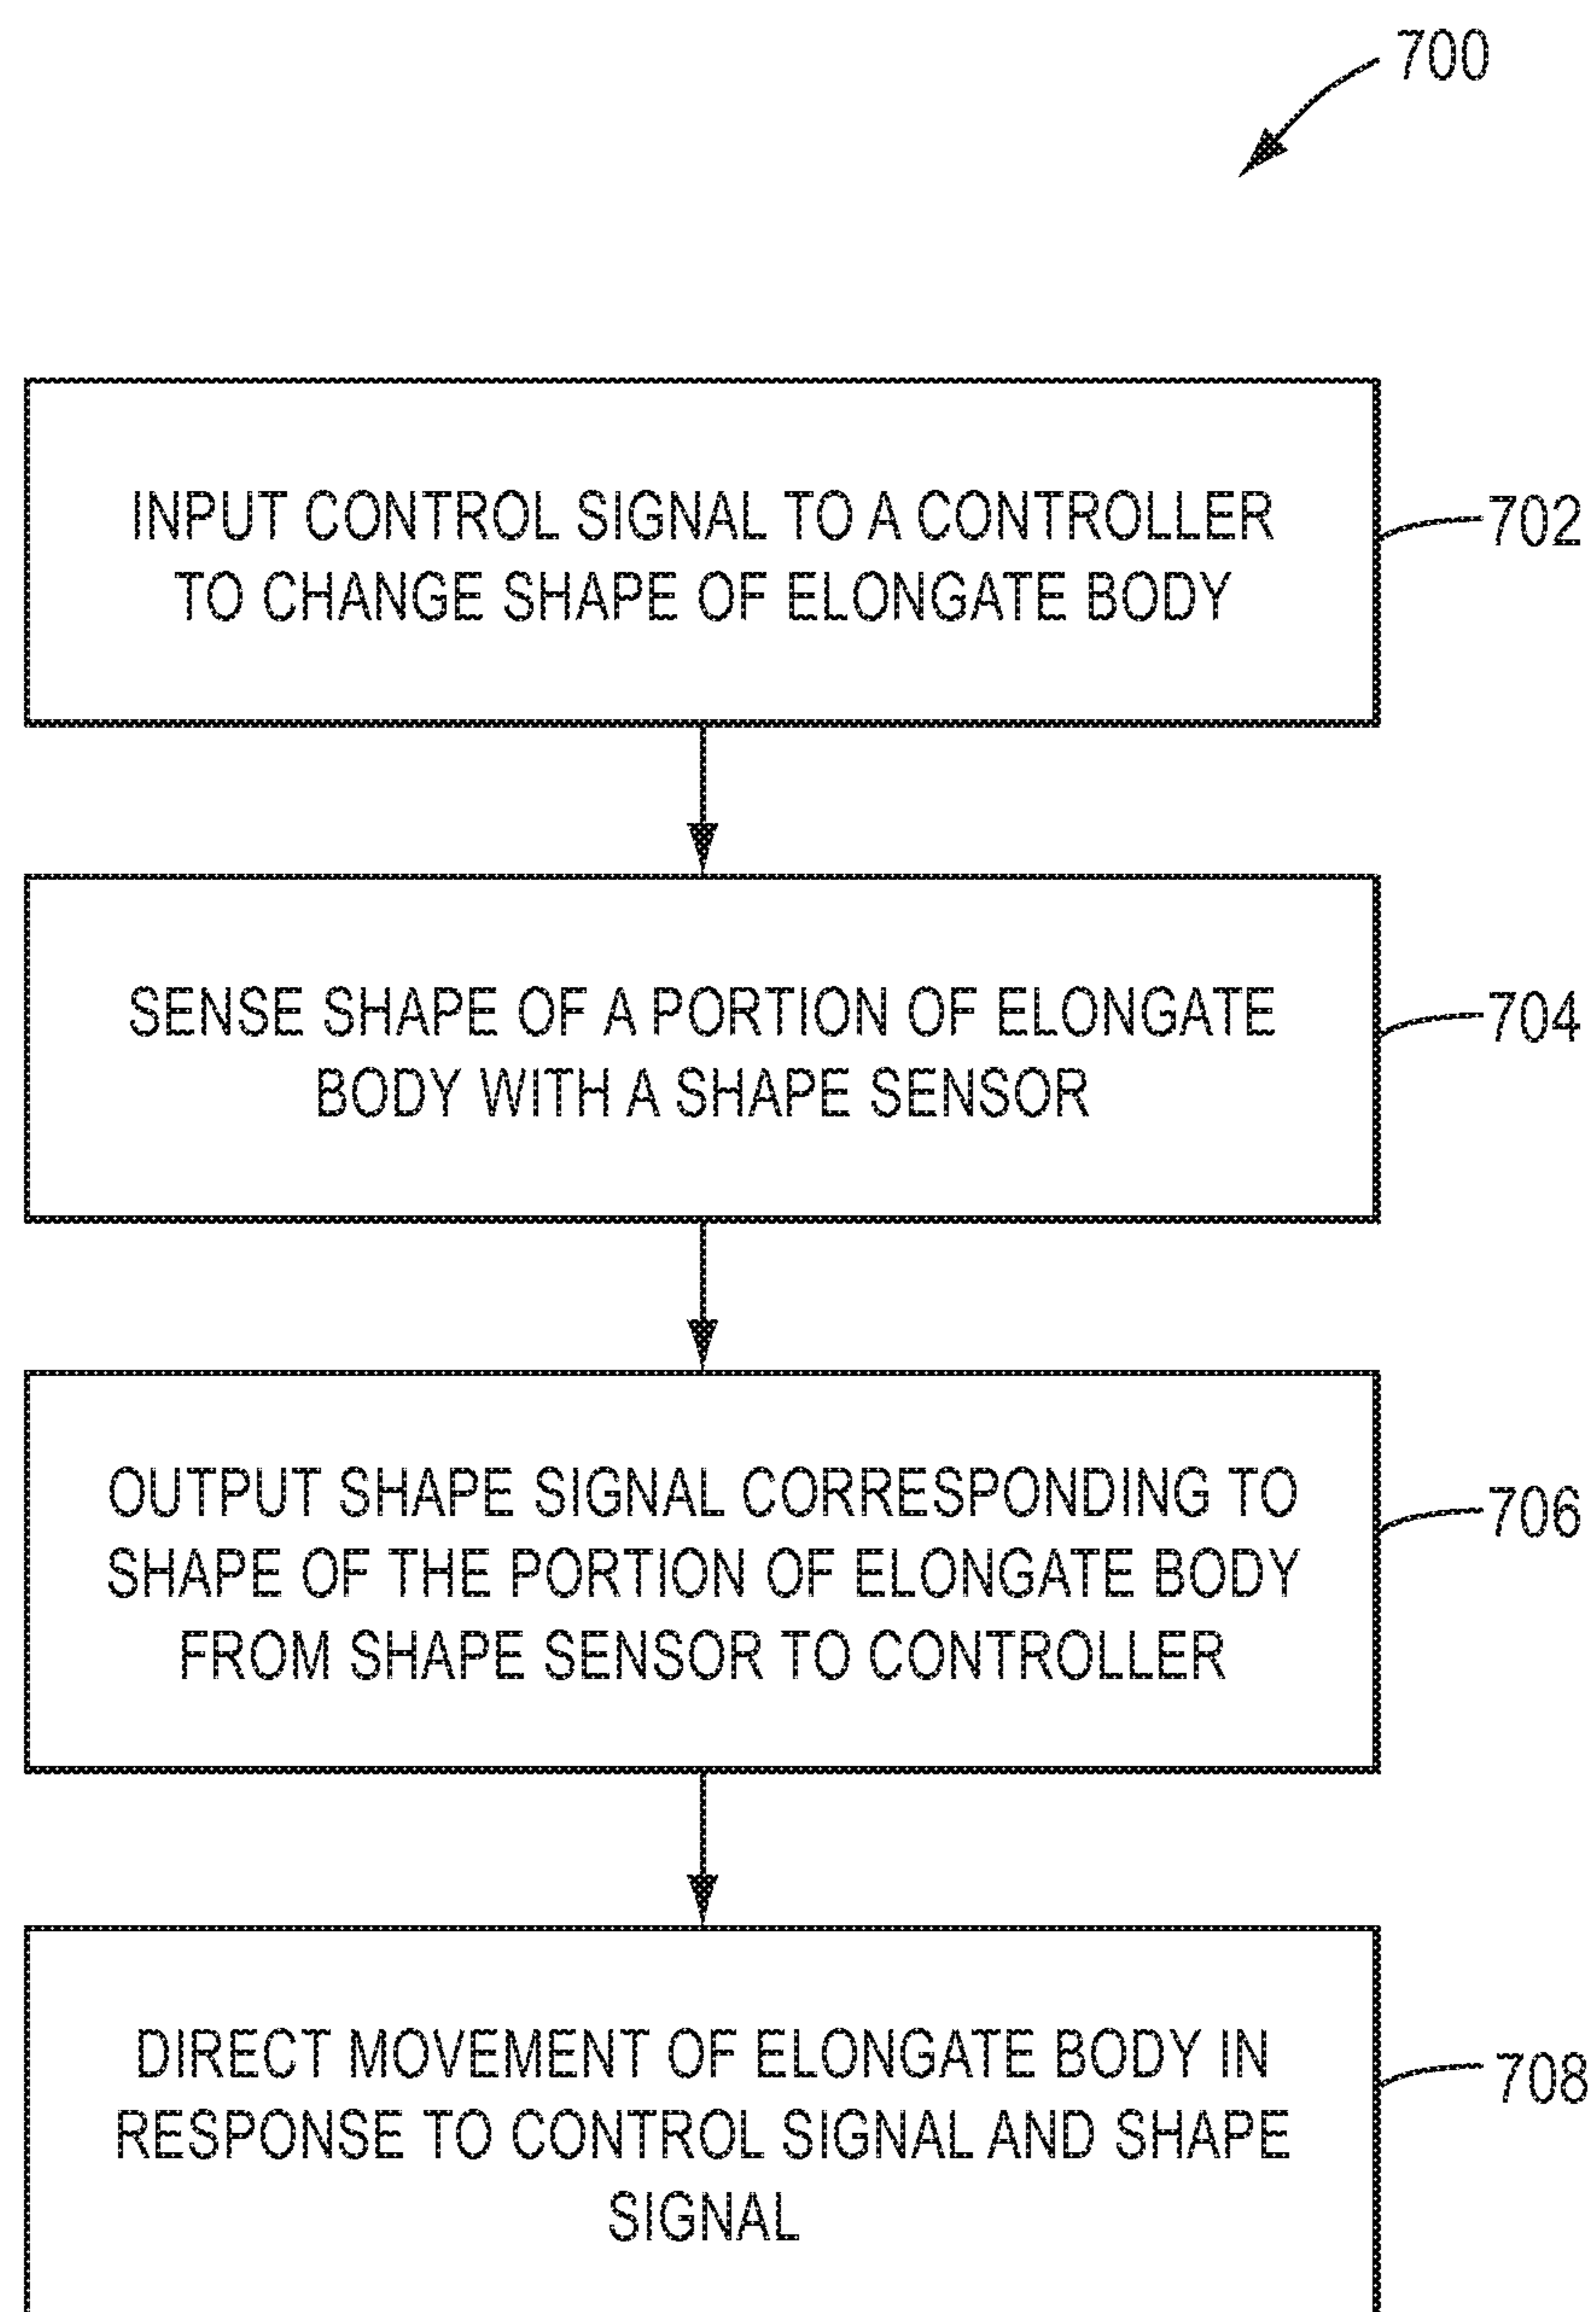 700
INPUT CONTROL SIGNAL TO A CONTROLLER
TO CHANGE SHAPE OF ELONGATE BODY
702
SENSE SHAPE OF A PORTION OF ELONGATE
BODY WITH A SHAPE SENSOR
704
OUTPUT SHAPE SIGNAL CORRESPONDING TO
SHAPE OF THE PORTION OF ELONGATE BODY
FROM SHAPE SENSOR TO CONTROLLER
706
DIRECT MOVEMENT OF ELONGATE BODY IN
RESPONSE TO CONTROL SIGNAL AND SHAPE
SIGNAL
708